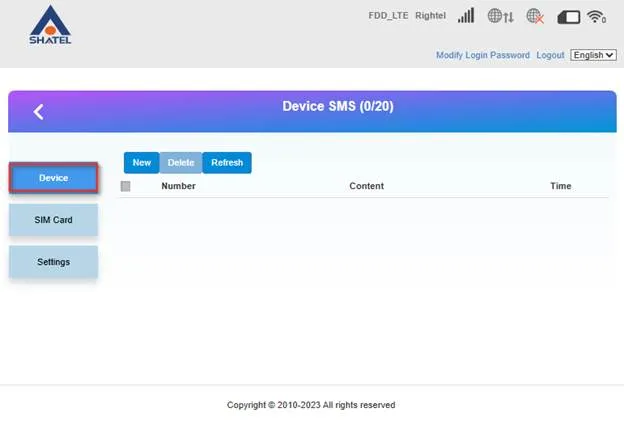 SHATEL
FDD_LTE Rightel
Modify Login Password Logout English
Device SMS (0/20)
Device
SIM Card
Settings
New Delete Refresh
Number Content Time
Copyright © 2010-2023 All rights reserved